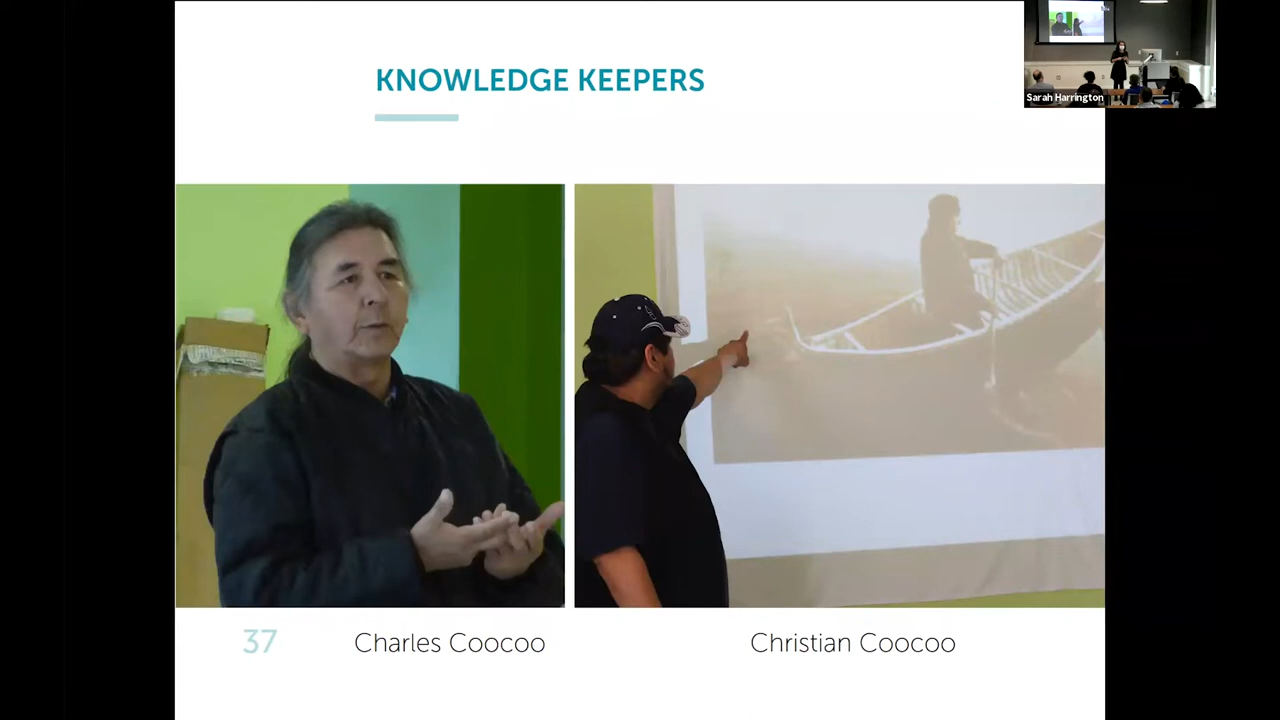 KNOWLEDGE KEEPERS
Sarah Harrington
37
Charles Coocoo
Christian Coocoo